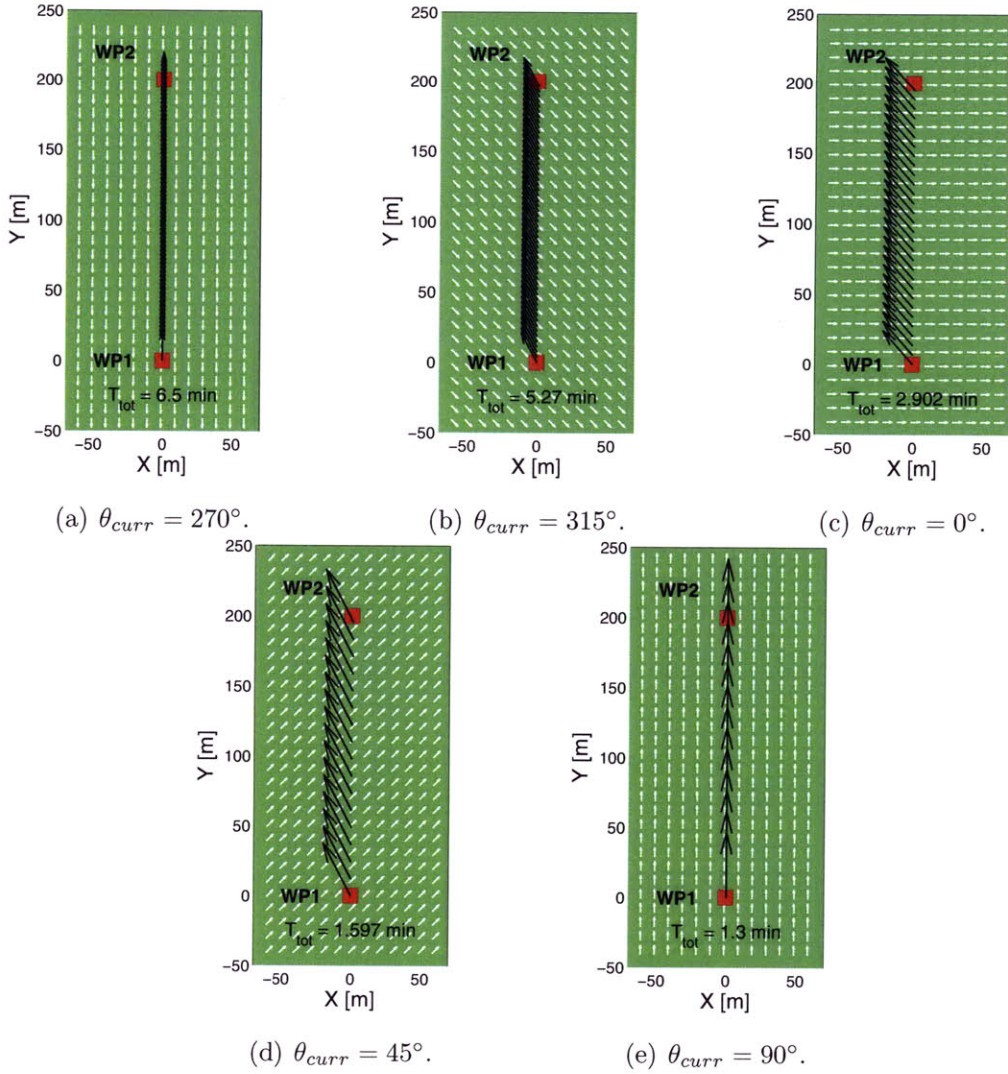 250
200
150
100
50
0
−50
Y [m]
WP2
WP1
T_tot = 6.5 min
−50 0 50
X [m]
(a) θ_curr = 270°.
250
200
150
100
50
0
−50
Y [m]
WP2
WP1
T_tot = 5.27 min
−50 0 50
X [m]
(b) θ_curr = 315°.
250
200
150
100
50
0
−50
Y [m]
WP2
WP1
T_tot = 2.902 min
−50 0 50
X [m]
(c) θ_curr = 0°.
250
200
150
100
50
0
−50
Y [m]
WP2
WP1
T_tot = 1.597 min
−50 0 50
X [m]
(d) θ_curr = 45°.
250
200
150
100
50
0
−50
Y [m]
WP2
WP1
T_tot = 1.3 min
−50 0 50
X [m]
(e) θ_curr = 90°.